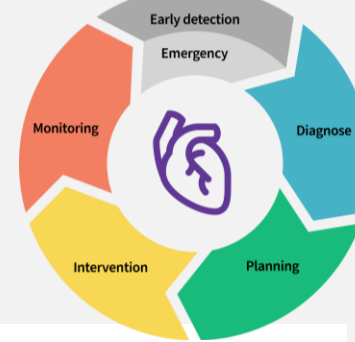 Early detection
Emergency
Diagnose
Planning
Intervention
Monitoring